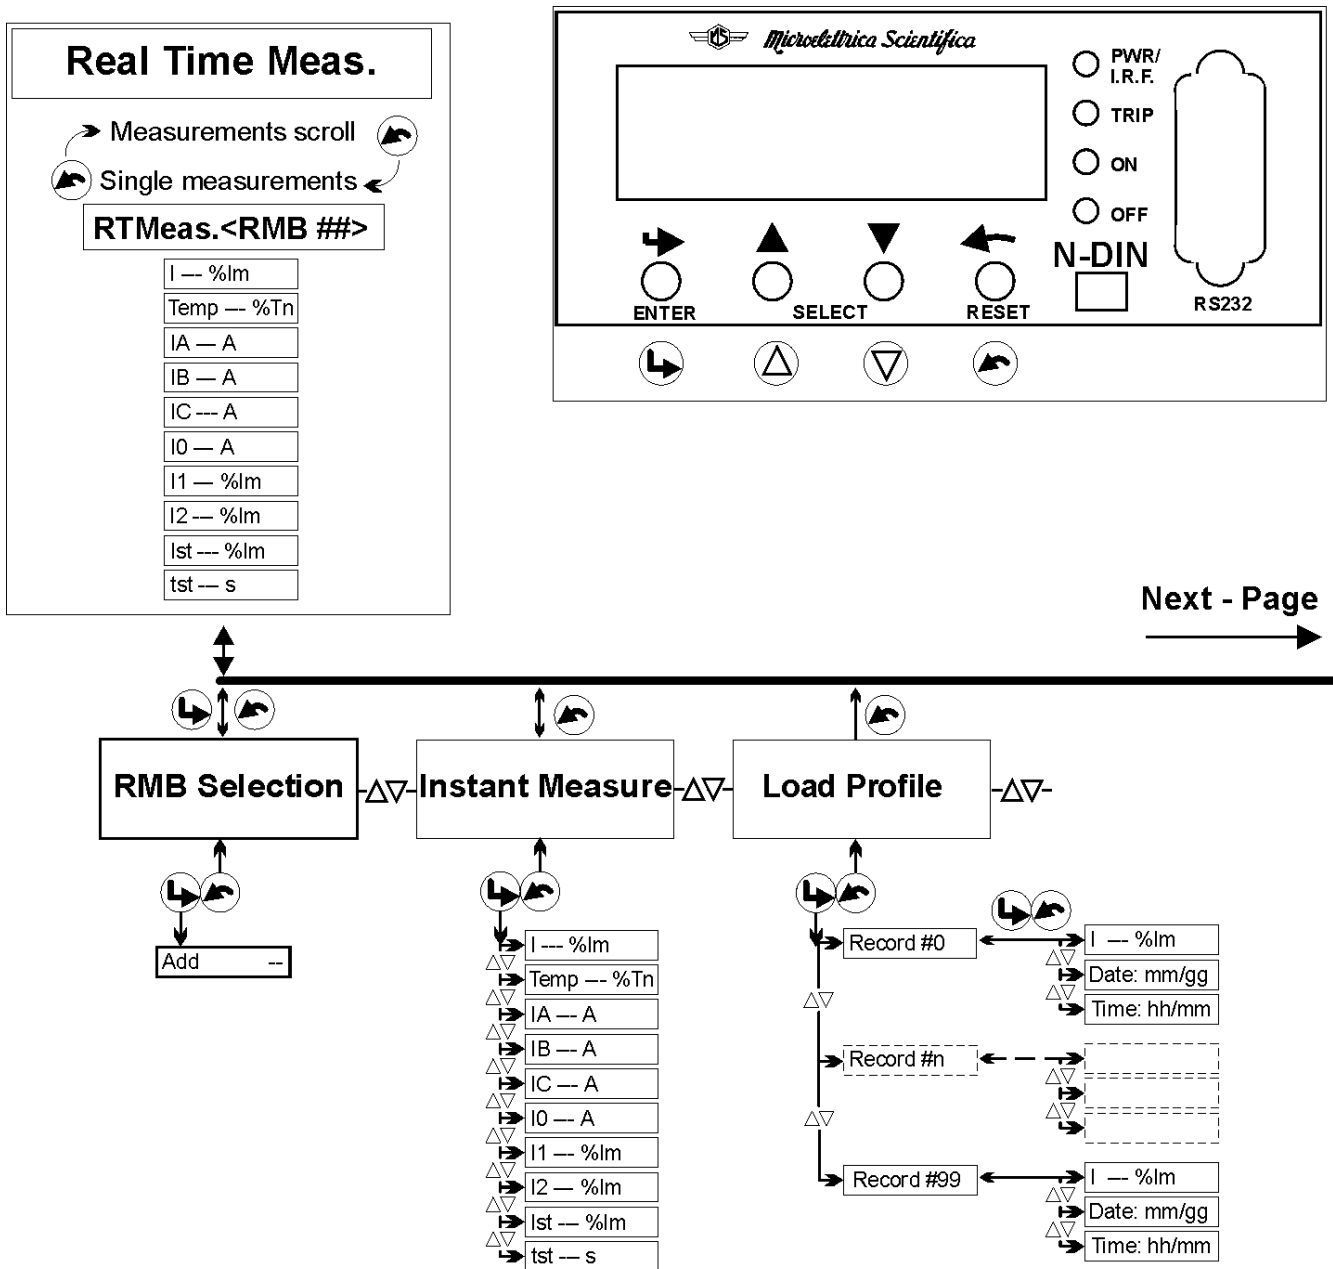 Real Time Meas.
Measurements scroll
Single measurements
RTMeas.<RMB ##>
I --- %Im
Temp --- %Tn
IA --- A
IB --- A
IC --- A
I0 --- A
I1 --- %Im
I2 --- %Im
Ist --- %Im
tst --- s
MS Microelettrica Scientifica
PWR/
I.R.F.
TRIP
ON
OFF
N-DIN
RS232
ENTER
SELECT
RESET
Next - Page
RMB Selection
Instant Measure
Load Profile
Add --
I --- %Im
Temp --- %Tn
IA --- A
IB --- A
IC --- A
I0 --- A
I1 --- %Im
I2 --- %Im
Ist --- %Im
tst --- s
Record #0
I --- %Im
Date: mm/gg
Time: hh/mm
Record #n
Record #99
I --- %Im
Date: mm/gg
Time: hh/mm